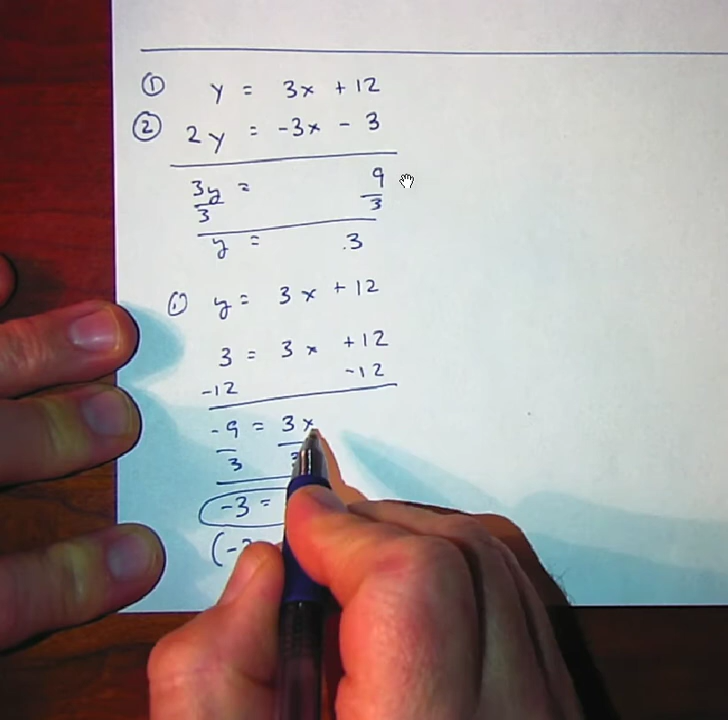 ① y = 3x + 12
② 2y = -3x - 3
3y = 9
3 3
y = 3
① y = 3x + 12
3 = 3x + 12
-12 -12
-9 = 3x
3
-3 =
(-3